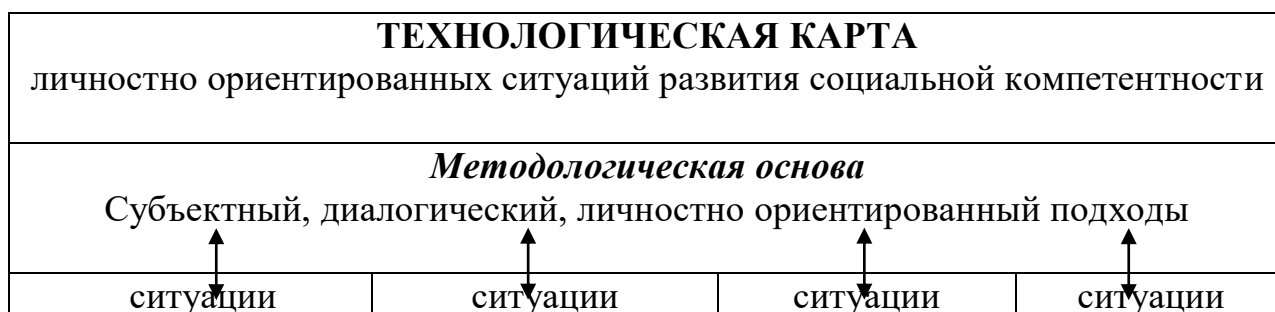 ТЕХНОЛОГИЧЕСКАЯ КАРТА
личностно ориентированных ситуаций развития социальной компетентности
Методологическая основа
Субъектный, диалогический, личностно ориентированный подходы
ситуации ситуации ситуации ситуации